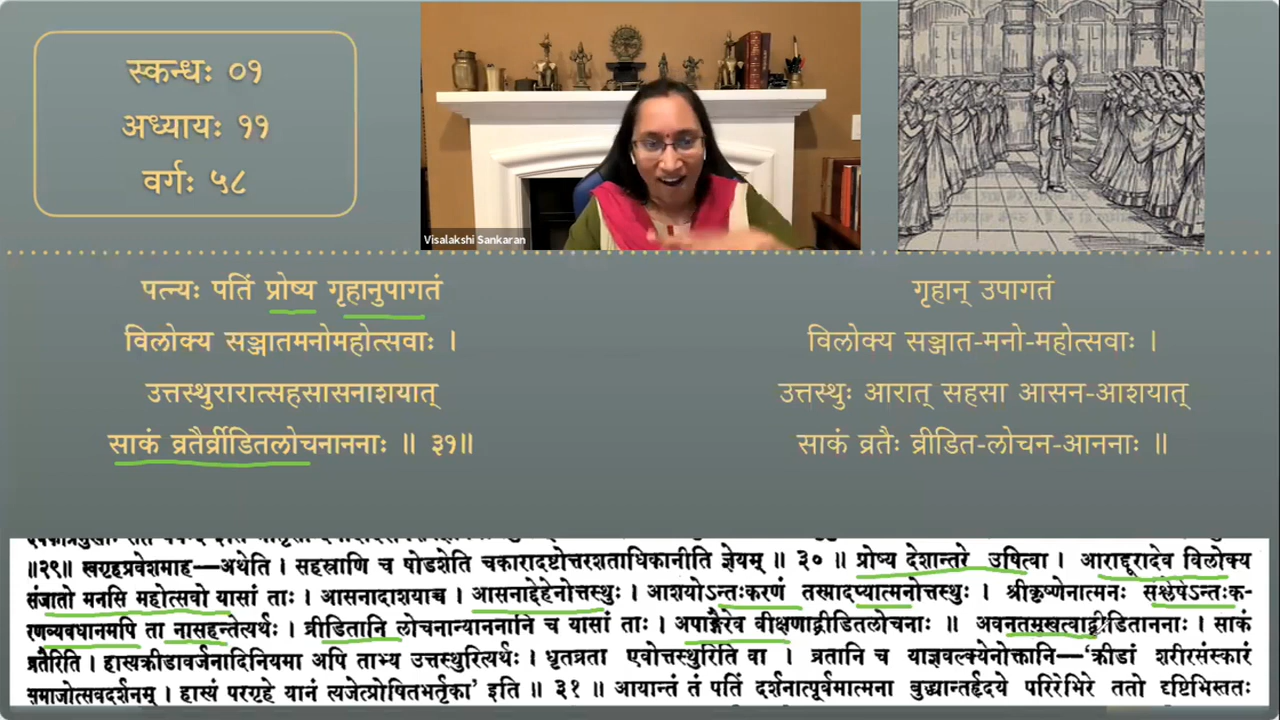 स्कन्धः ०१
अध्यायः ११
वर्गः ५८
Visalakshi Sankaran
पत्न्यः पतिं प्रोष्य गृहानुपागतं
विलोक्य सञ्जातमनोमहोत्सवाः ।
उत्तस्थुरारात्सहसासनाशयात्
साकं व्रतैर्व्रीडितलोचनाननाः ॥ ३१॥
गृहान् उपागतं
विलोक्य सञ्जात-मनो-महोत्सवाः ।
उत्तस्थुः आरात् सहसा आसन-आशयात्
साकं व्रतैः व्रीडित-लोचन-आननाः ॥
॥२९॥ स्वगृहप्रवेशमाह—अथेति । सहस्राणि च षोडशेति चकारादष्टोत्तरशताधिकानीति ज्ञेयम् ॥ ३० ॥ प्रोष्य देशान्तरे उषित्वा । आराद्दूरादेव विलोक्य
संजातो मनसि महोत्सवो यासां ताः । आसनादाशयाच्च । आसनाद्देहेनोत्तस्थुः । आशयोऽन्तःकरणं तस्मादप्यात्मनोत्तस्थुः । श्रीकृष्णेनात्मनः संश्लेषेऽन्तःक-
रणव्यवधानमपि ता नासहन्तेत्यर्थः । व्रीडितानि लोचनान्याननानि च यासां ताः । अपाङ्गैरेव वीक्षणाद्व्रीडितलोचनाः ॥ अवनतमुखत्वाद्व्रीडिताननाः । साकं
व्रतैरिति । हास्यक्रीडावर्जनादिनियमा अपि ताभ्य उत्तस्थुरित्यर्थः । धृतव्रता एवोत्तस्थुरिति वा । व्रतानि च याज्ञवल्क्येनोक्तानि—‘क्रीडां शरीरसंस्कारं
समाजोत्सवदर्शनम् । हास्यं परगृहे यानं त्यजेत्प्रोषितभर्तृका’ इति ॥ ३१ ॥ आयान्तं तं पतिं दर्शनात्पूर्वमात्मना बुद्ध्यान्तर्हृदये परिरेभिरे ततो दृष्टिभिस्ततः